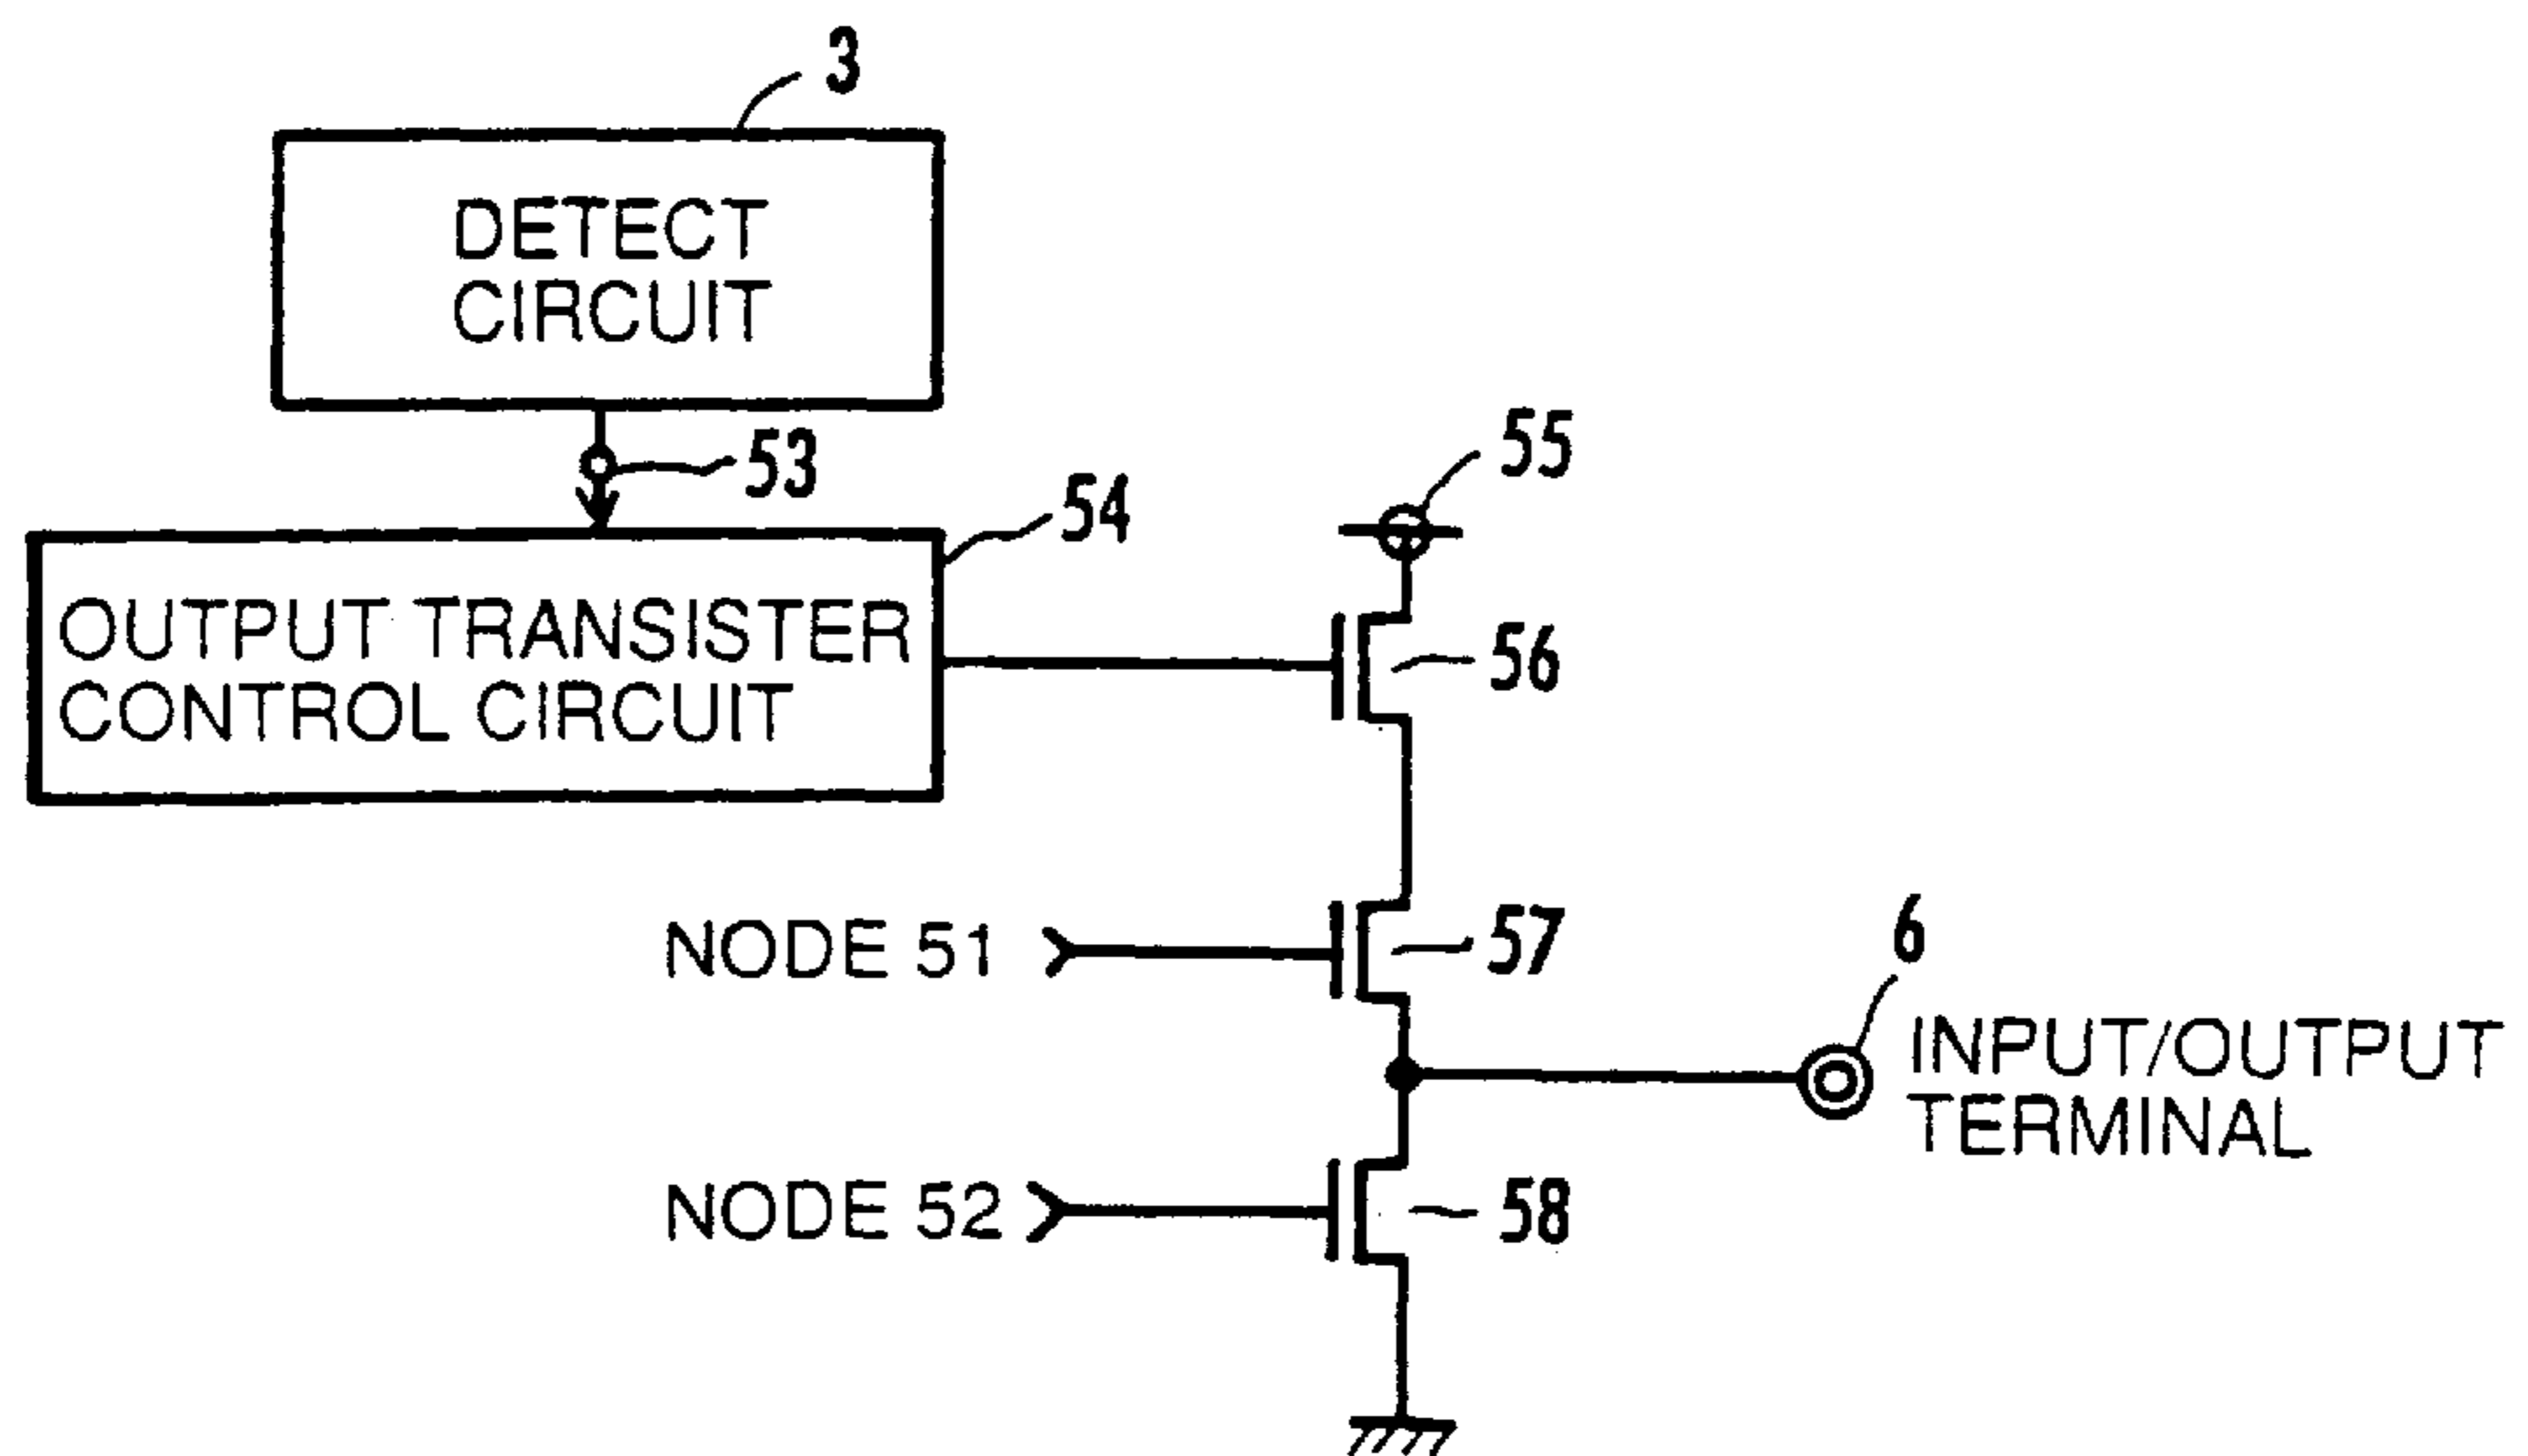 3
DETECT
CIRCUIT
53
54
55
OUTPUT TRANSISTER
CONTROL CIRCUIT
56
NODE 51
57
6
INPUT/OUTPUT
TERMINAL
NODE 52
58